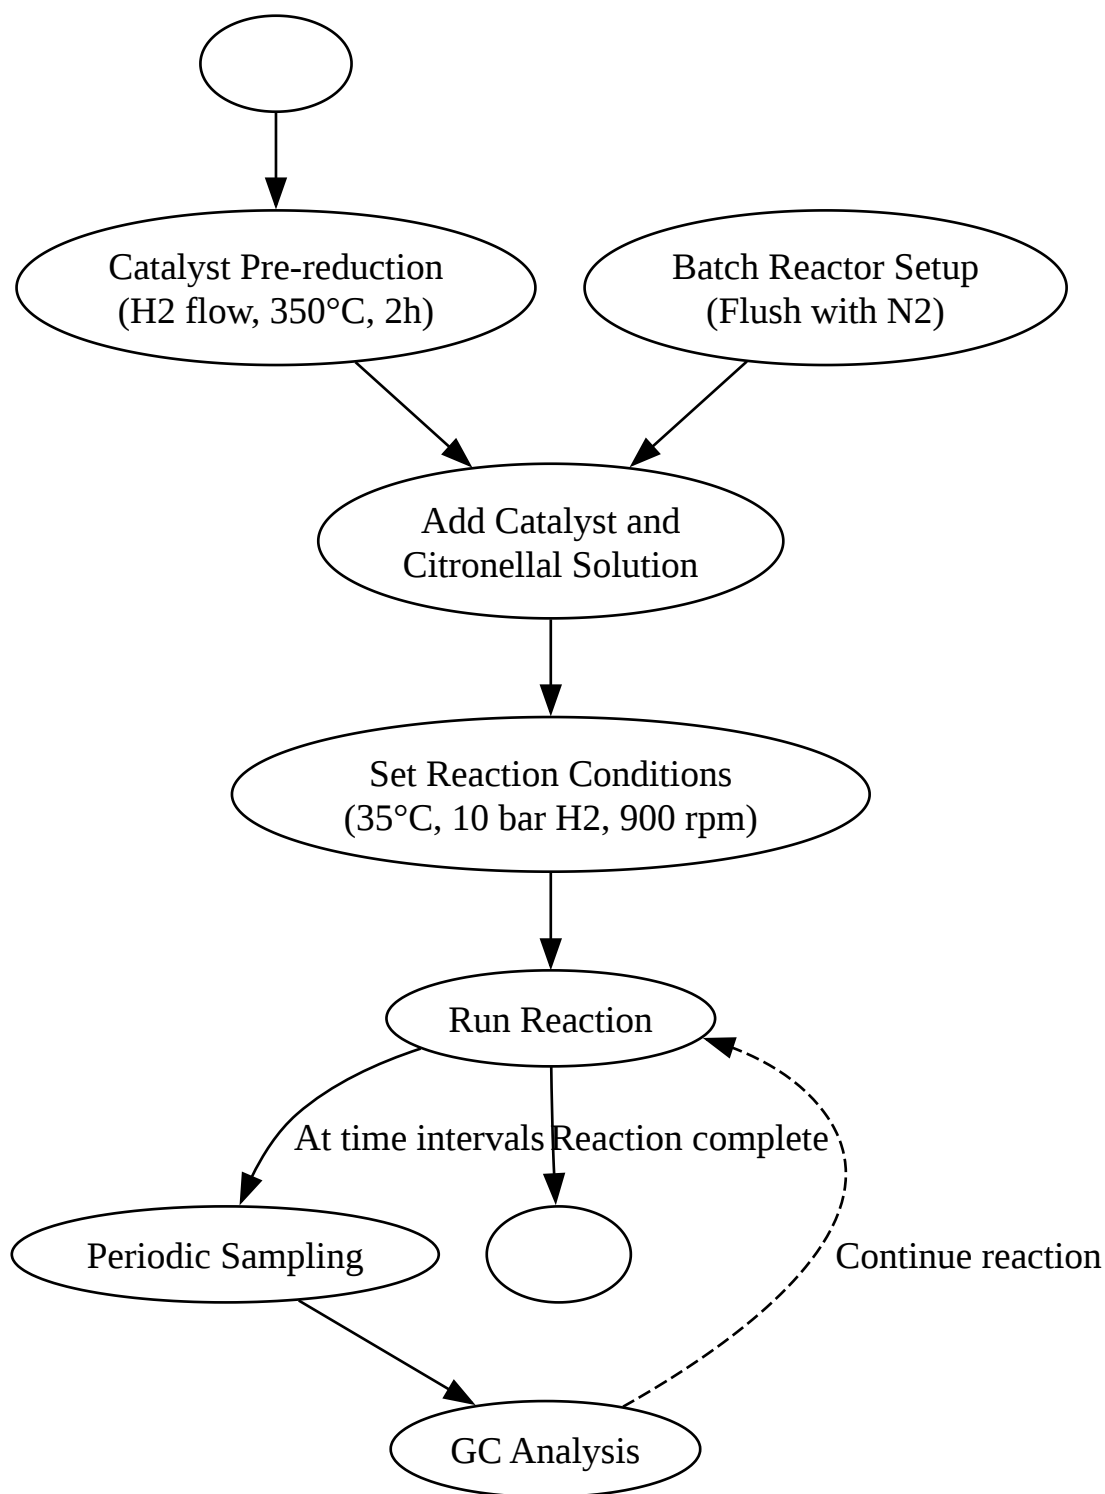 Catalyst Pre-reduction
(H2 flow, 350°C, 2h)
Batch Reactor Setup
(Flush with N2)
Add Catalyst and
Citronellal Solution
Set Reaction Conditions
(35°C, 10 bar H2, 900 rpm)
Run Reaction
At time intervals
Reaction complete
Periodic Sampling
Continue reaction
GC Analysis